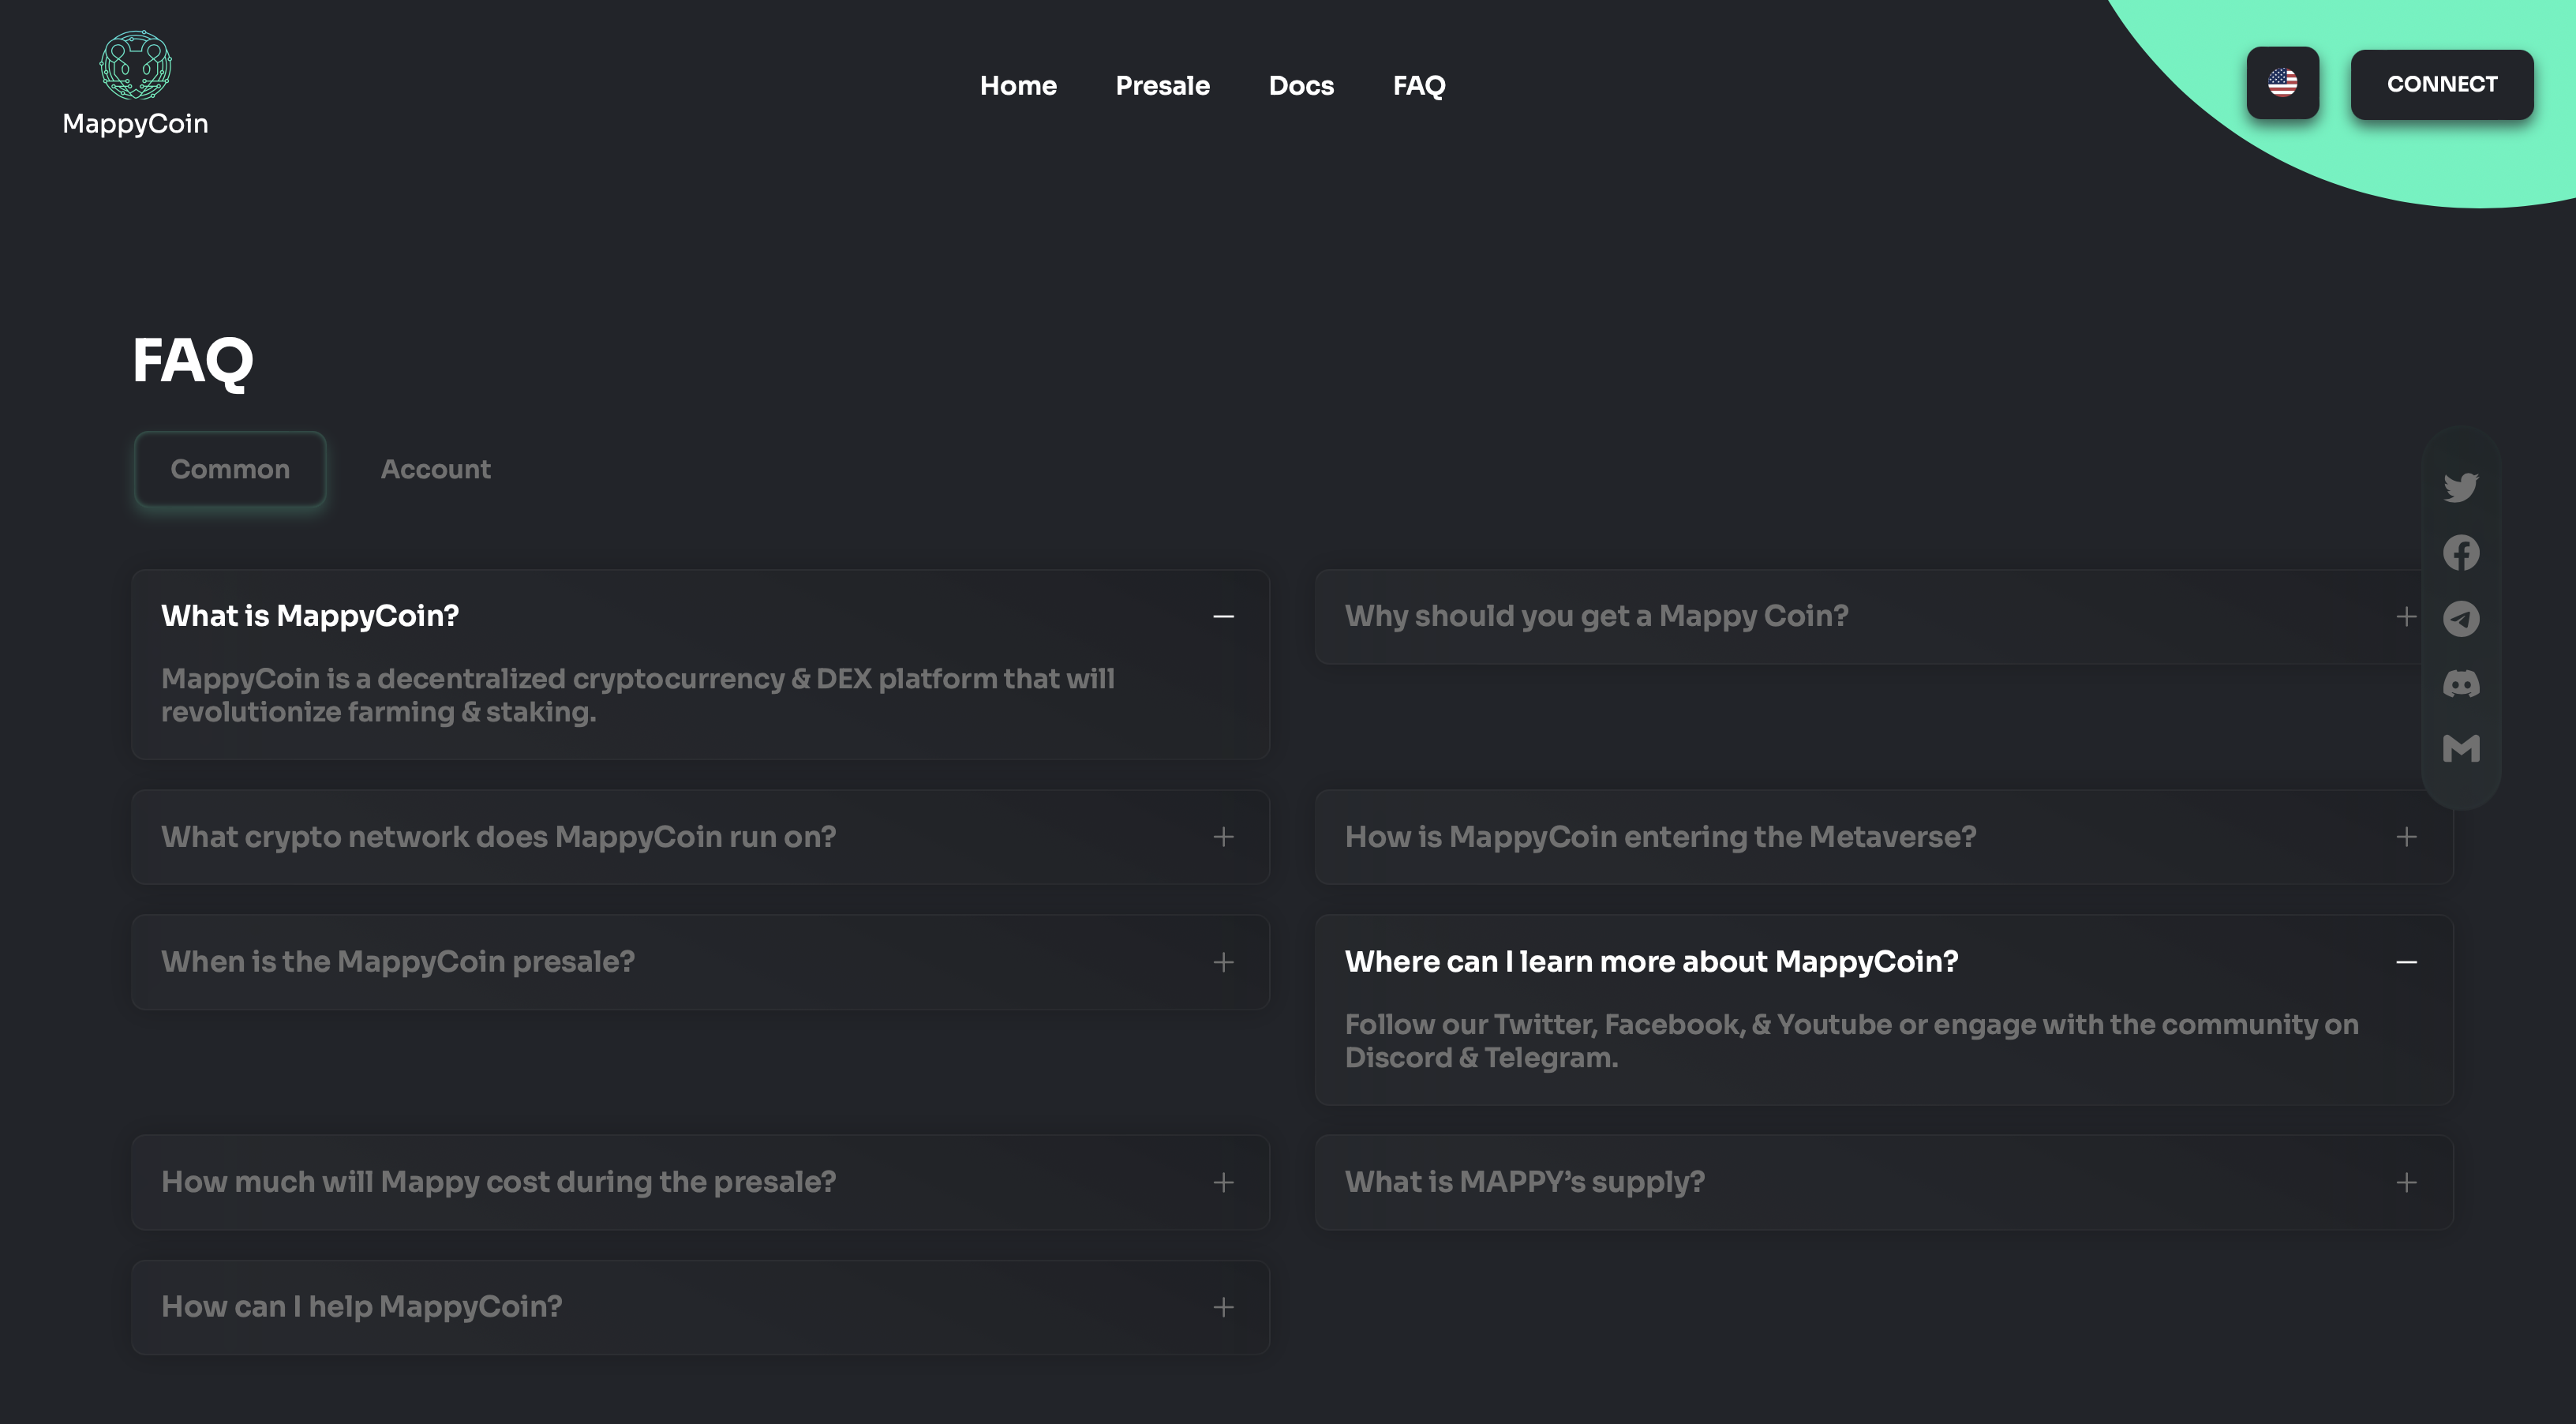 MappyCoin
Home
Presale
Docs
FAQ
CONNECT
FAQ
Common
Account
What is MappyCoin?
MappyCoin is a decentralized cryptocurrency & DEX platform that will
revolutionize farming & staking.
Why should you get a Mappy Coin?
What crypto network does MappyCoin run on?
How is MappyCoin entering the Metaverse?
When is the MappyCoin presale?
Where can I learn more about MappyCoin?
Follow our Twitter, Facebook, & Youtube or engage with the community on
Discord & Telegram.
How much will Mappy cost during the presale?
What is MAPPY’s supply?
How can I help MappyCoin?